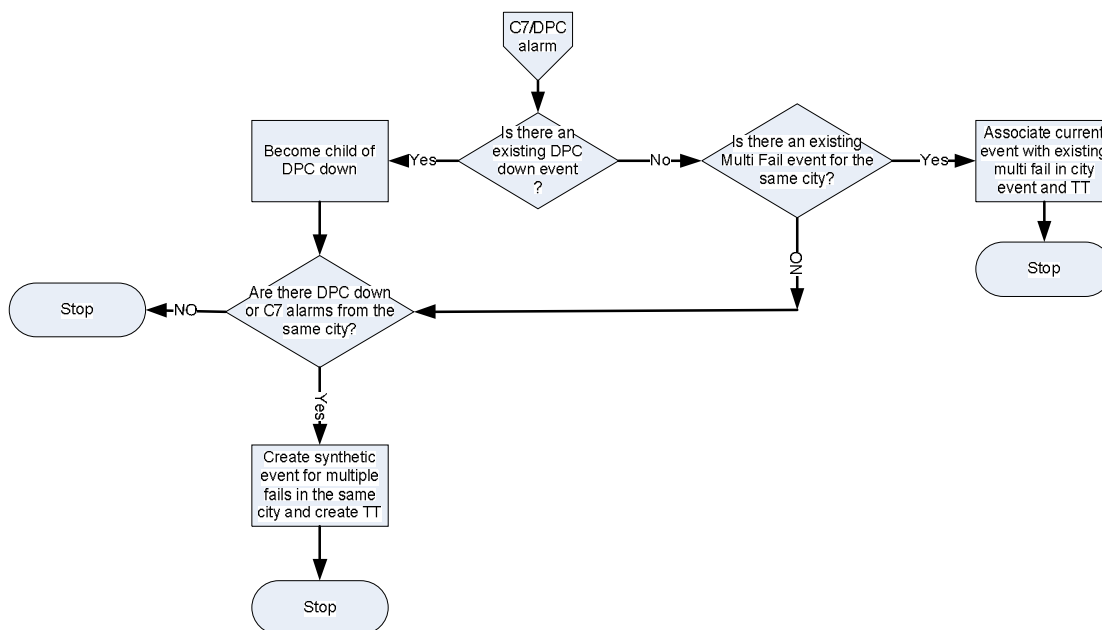 C7/DPC
alarm
Is there an
existing DPC
down event
?
Yes
Become child of
DPC down
No
Is there an existing
Multi Fail event for the
same city?
Yes
Associate current
event with existing
multi fail in city
event and TT
Stop
NO
Are there DPC down
or C7 alarms from the
same city?
NO
Stop
Yes
Create synthetic
event for multiple
fails in the same
city and create TT
Stop